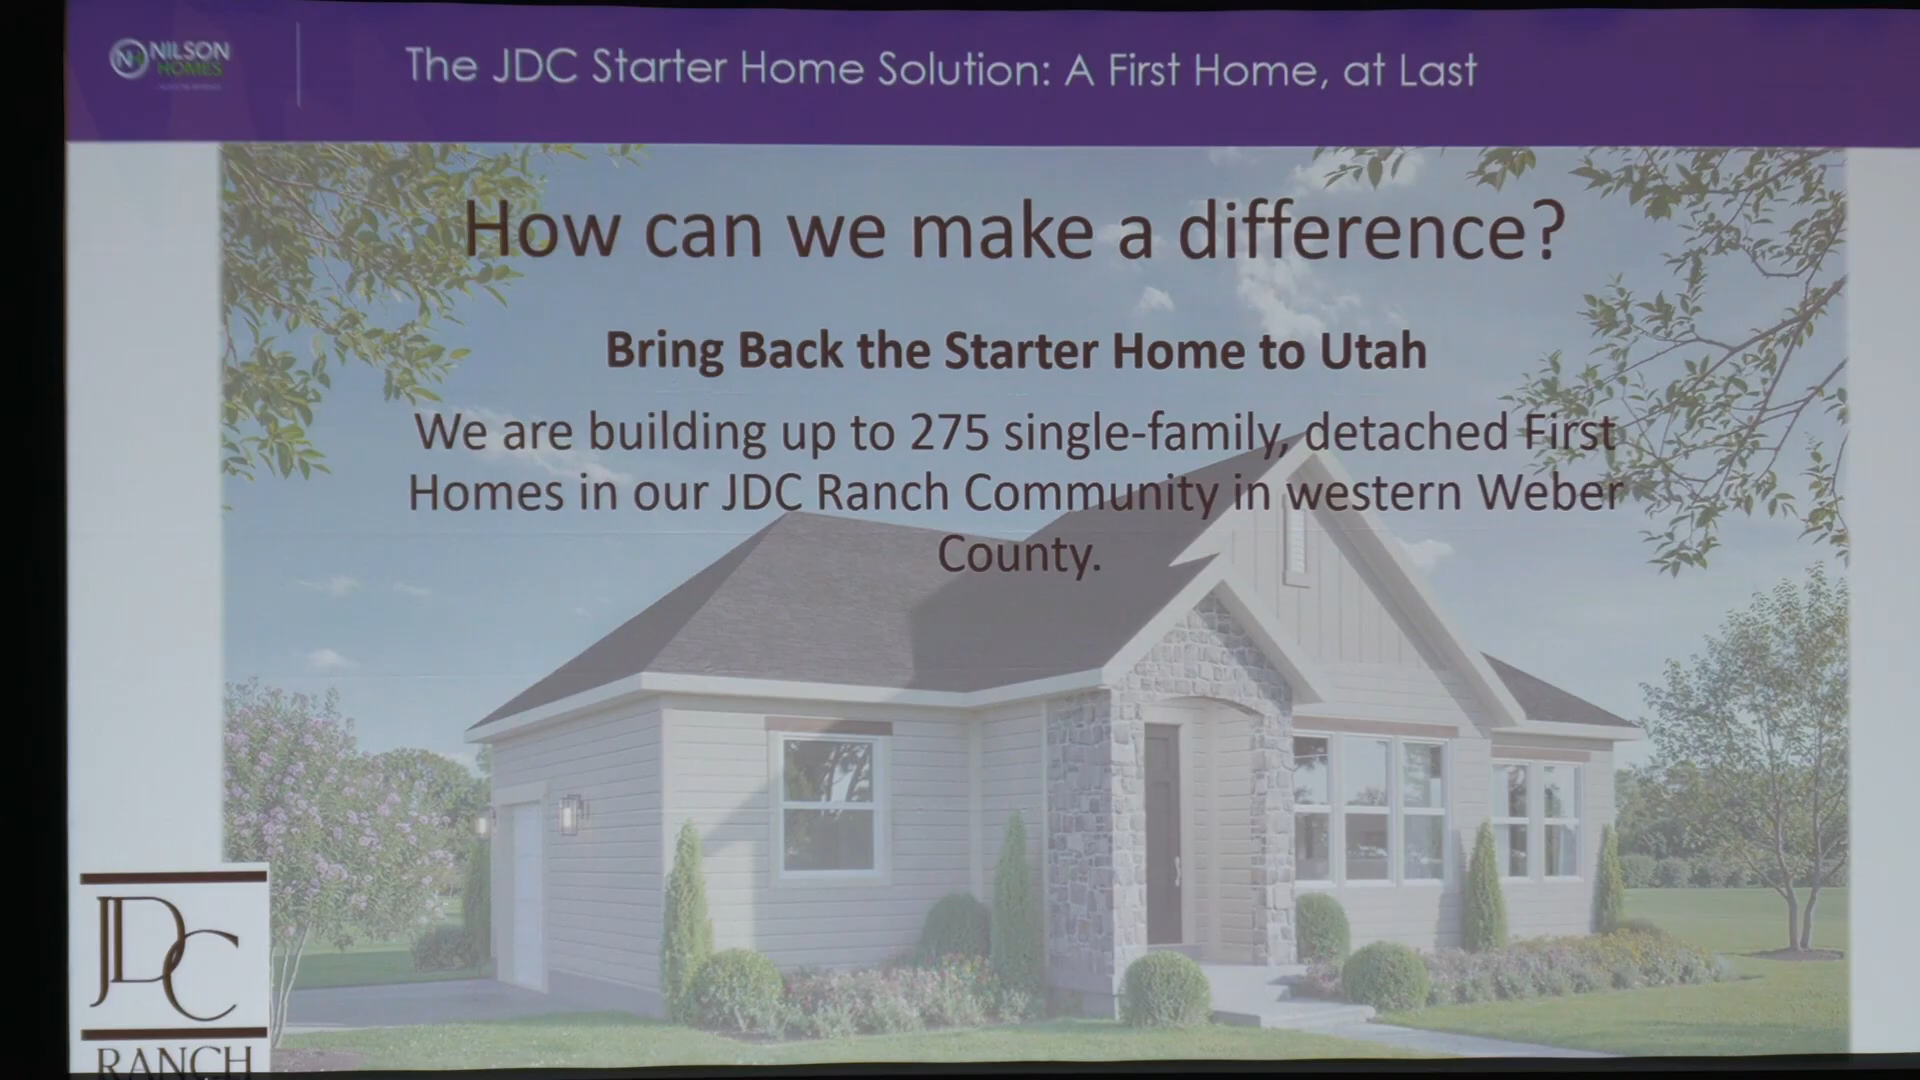 NILSON
HOMES
The JDC Starter Home Solution: A First Home, at Last
How can we make a difference?
Bring Back the Starter Home to Utah
We are building up to 275 single-family, detached First
Homes in our JDC Ranch Community in western Weber
County.
JDC
RANCH